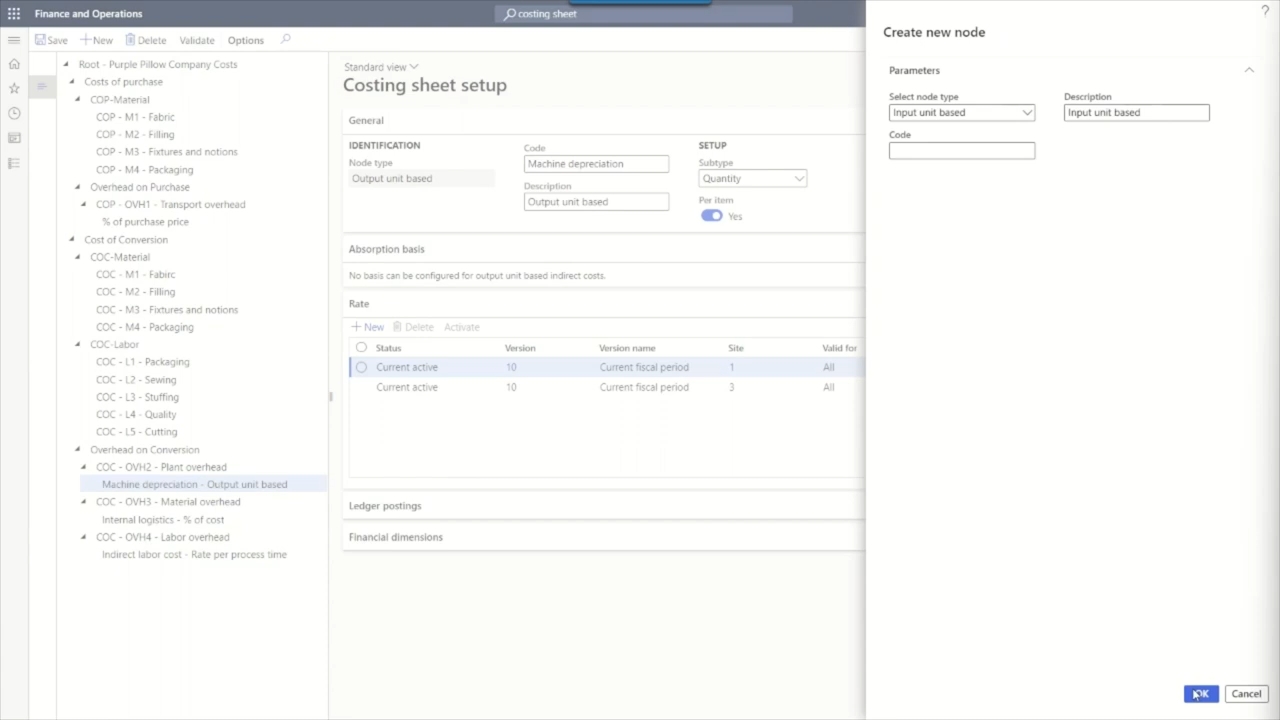 Finance and Operations
costing sheet
?
Save New Delete Validate Options
Root - Purple Pillow Company Costs
Costs of purchase
COP-Material
COP - M1 - Fabric
COP - M2 - Filling
COP - M3 - Fixtures and notions
COP - M4 - Packaging
Overhead on Purchase
COP - OVH1 - Transport overhead
% of purchase price
Cost of Conversion
COC-Material
COC - M1 - Fabirc
COC - M2 - Filling
COC - M3 - Fixtures and notions
COC - M4 - Packaging
COC-Labor
COC - L1 - Packaging
COC - L2 - Sewing
COC - L3 - Stuffing
COC - L4 - Quality
COC - L5 - Cutting
Overhead on Conversion
COC - OVH2 - Plant overhead
Machine depreciation - Output unit based
COC - OVH3 - Material overhead
Internal logistics - % of cost
COC - OVH4 - Labor overhead
Indirect labor cost - Rate per process time
Standard view
Costing sheet setup
General
IDENTIFICATION
Node type
Output unit based
Code
Machine depreciation
Description
Output unit based
SETUP
Subtype
Quantity
Per item
Yes
Absorption basis
No basis can be configured for output unit based indirect costs.
Rate
New Delete Activate
Status Version Version name Site Valid for
Current active 10 Current fiscal period 1 All
Current active 10 Current fiscal period 3 All
Ledger postings
Financial dimensions
Create new node
Parameters
Select node type
Input unit based
Description
Input unit based
Code
OK Cancel